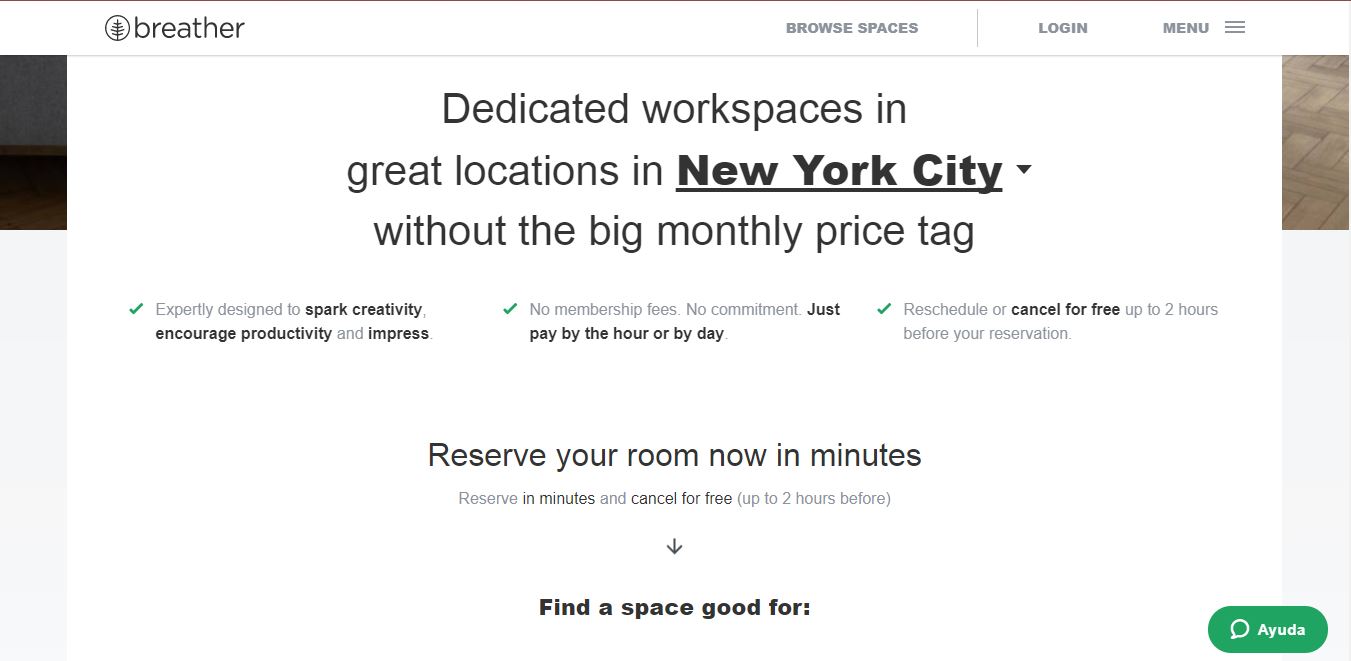 breather
BROWSE SPACES
LOGIN
MENU
Dedicated workspaces in
great locations in New York City
without the big monthly price tag
Expertly designed to spark creativity,
encourage productivity and impress.
No membership fees. No commitment. Just
pay by the hour or by day.
Reschedule or cancel for free up to 2 hours
before your reservation.
Reserve your room now in minutes
Reserve in minutes and cancel for free (up to 2 hours before)
Find a space good for:
Ayuda